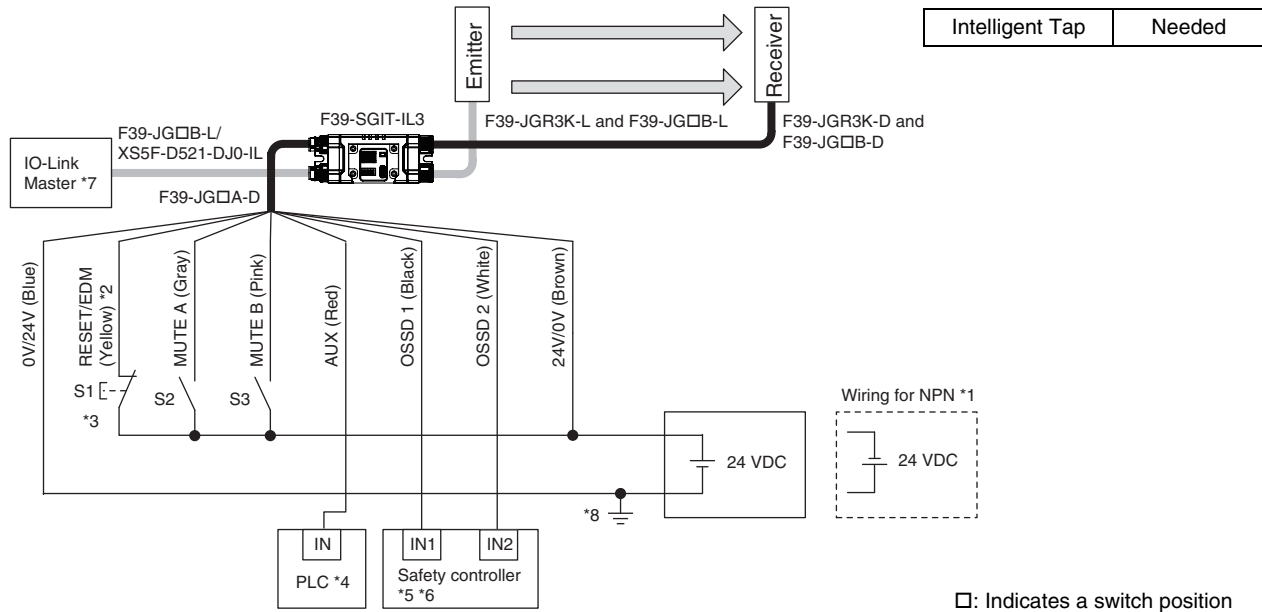 Emitter
Receiver
Intelligent Tap
Needed
F39-JG□B-L/
XS5F-D521-DJ0-IL
F39-SGIT-IL3
F39-JGR3K-L and F39-JG□B-L
F39-JGR3K-D and
F39-JG□B-D
IO-Link
Master *7
F39-JG□A-D
0V/24V (Blue)
RESET/EDM
(Yellow) *2
MUTE A (Gray)
MUTE B (Pink)
AUX (Red)
OSSD 1 (Black)
OSSD 2 (White)
24V/0V (Brown)
S1
*3
S2
S3
Wiring for NPN *1
24 VDC
24 VDC
*8
IN
PLC *4
IN1
IN2
Safety controller
*5 *6
□: Indicates a switch position